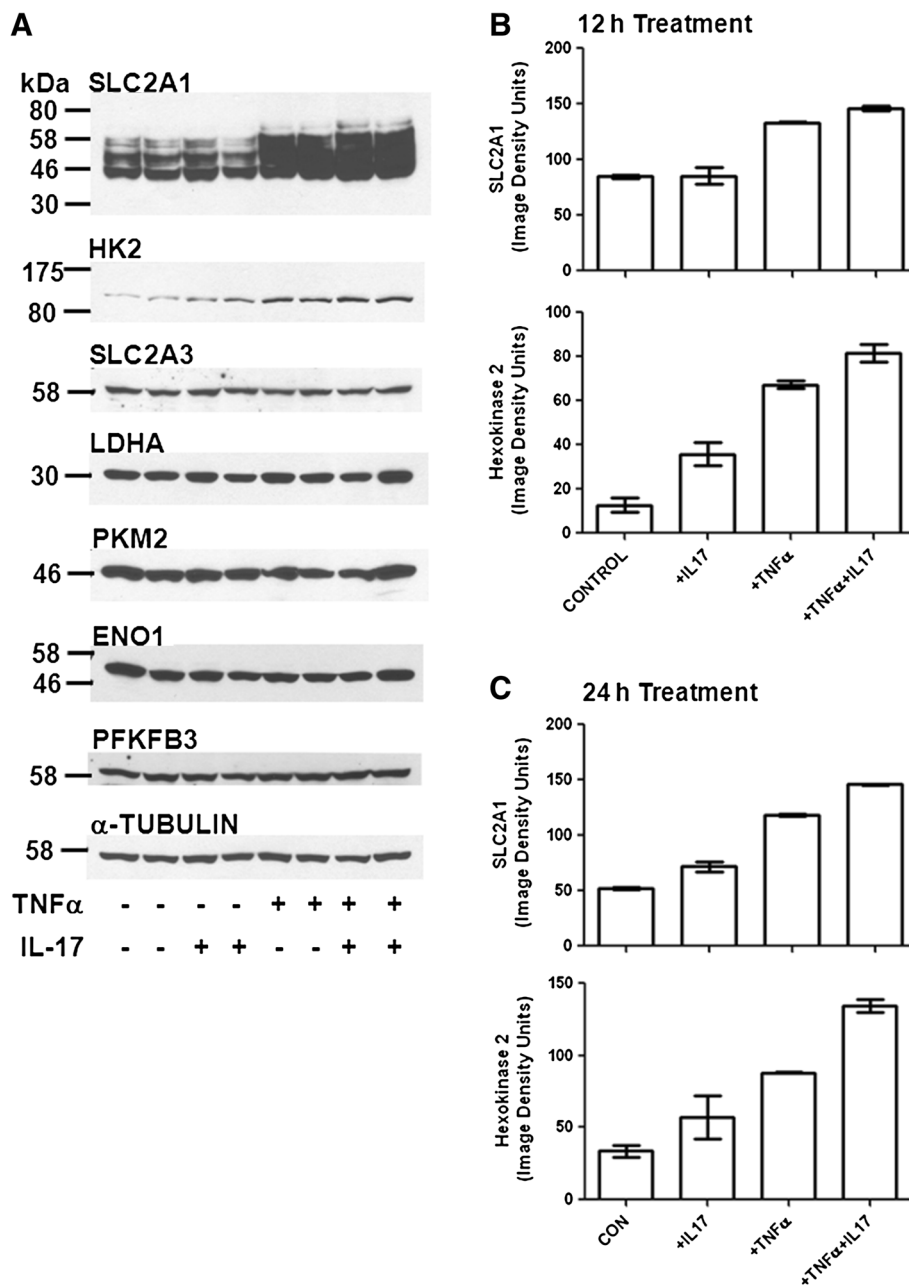 A
kDa SLC2A1
80
58
46
30
HK2
175
80
SLC2A3
58
LDHA
30
PKM2
46
ENO1
58
46
PFKFB3
58
α-TUBULIN
58
TNFα - - - - + + + +
IL-17 - - + + - - + +
B
12 h Treatment
SLC2A1
(Image Density Units)
200
150
100
50
0
Hexokinase 2
(Image Density Units)
100
80
60
40
20
0
CONTROL
+IL17
+TNFα
+TNFα+IL17
C
24 h Treatment
SLC2A1
(Image Density Units)
200
150
100
50
0
Hexokinase 2
(Image Density Units)
150
100
50
0
CON
+IL17
+TNFα
+TNFα+IL17